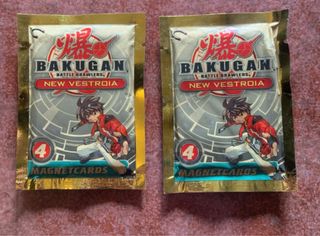 爆
BAKUGAN
BATTLE BRAWLERS
NEW VESTROIA
4
MAGNETCARDS
爆
BAKUGAN
BATTLE BRAWLERS
NEW VESTROIA
4
MAGNETCARDS